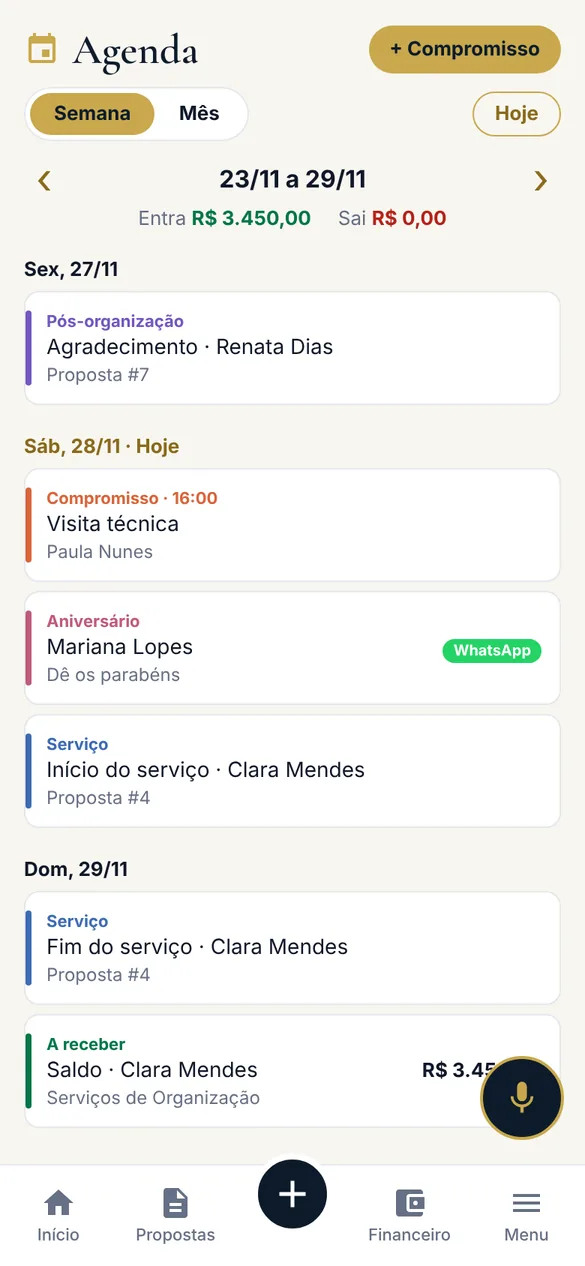 Agenda
+ Compromisso
Semana
Mês
Hoje
23/11 a 29/11
Entra R$ 3.450,00 Sai R$ 0,00
Sex, 27/11
Pós-organização
Agradecimento · Renata Dias
Proposta #7
Sáb, 28/11 · Hoje
Compromisso · 16:00
Visita técnica
Paula Nunes
Aniversário
Mariana Lopes
Dê os parabéns
WhatsApp
Serviço
Início do serviço · Clara Mendes
Proposta #4
Dom, 29/11
Serviço
Fim do serviço · Clara Mendes
Proposta #4
A receber
Saldo · Clara Mendes
R$ 3.45
Serviços de Organização
Início
Propostas
Financeiro
Menu